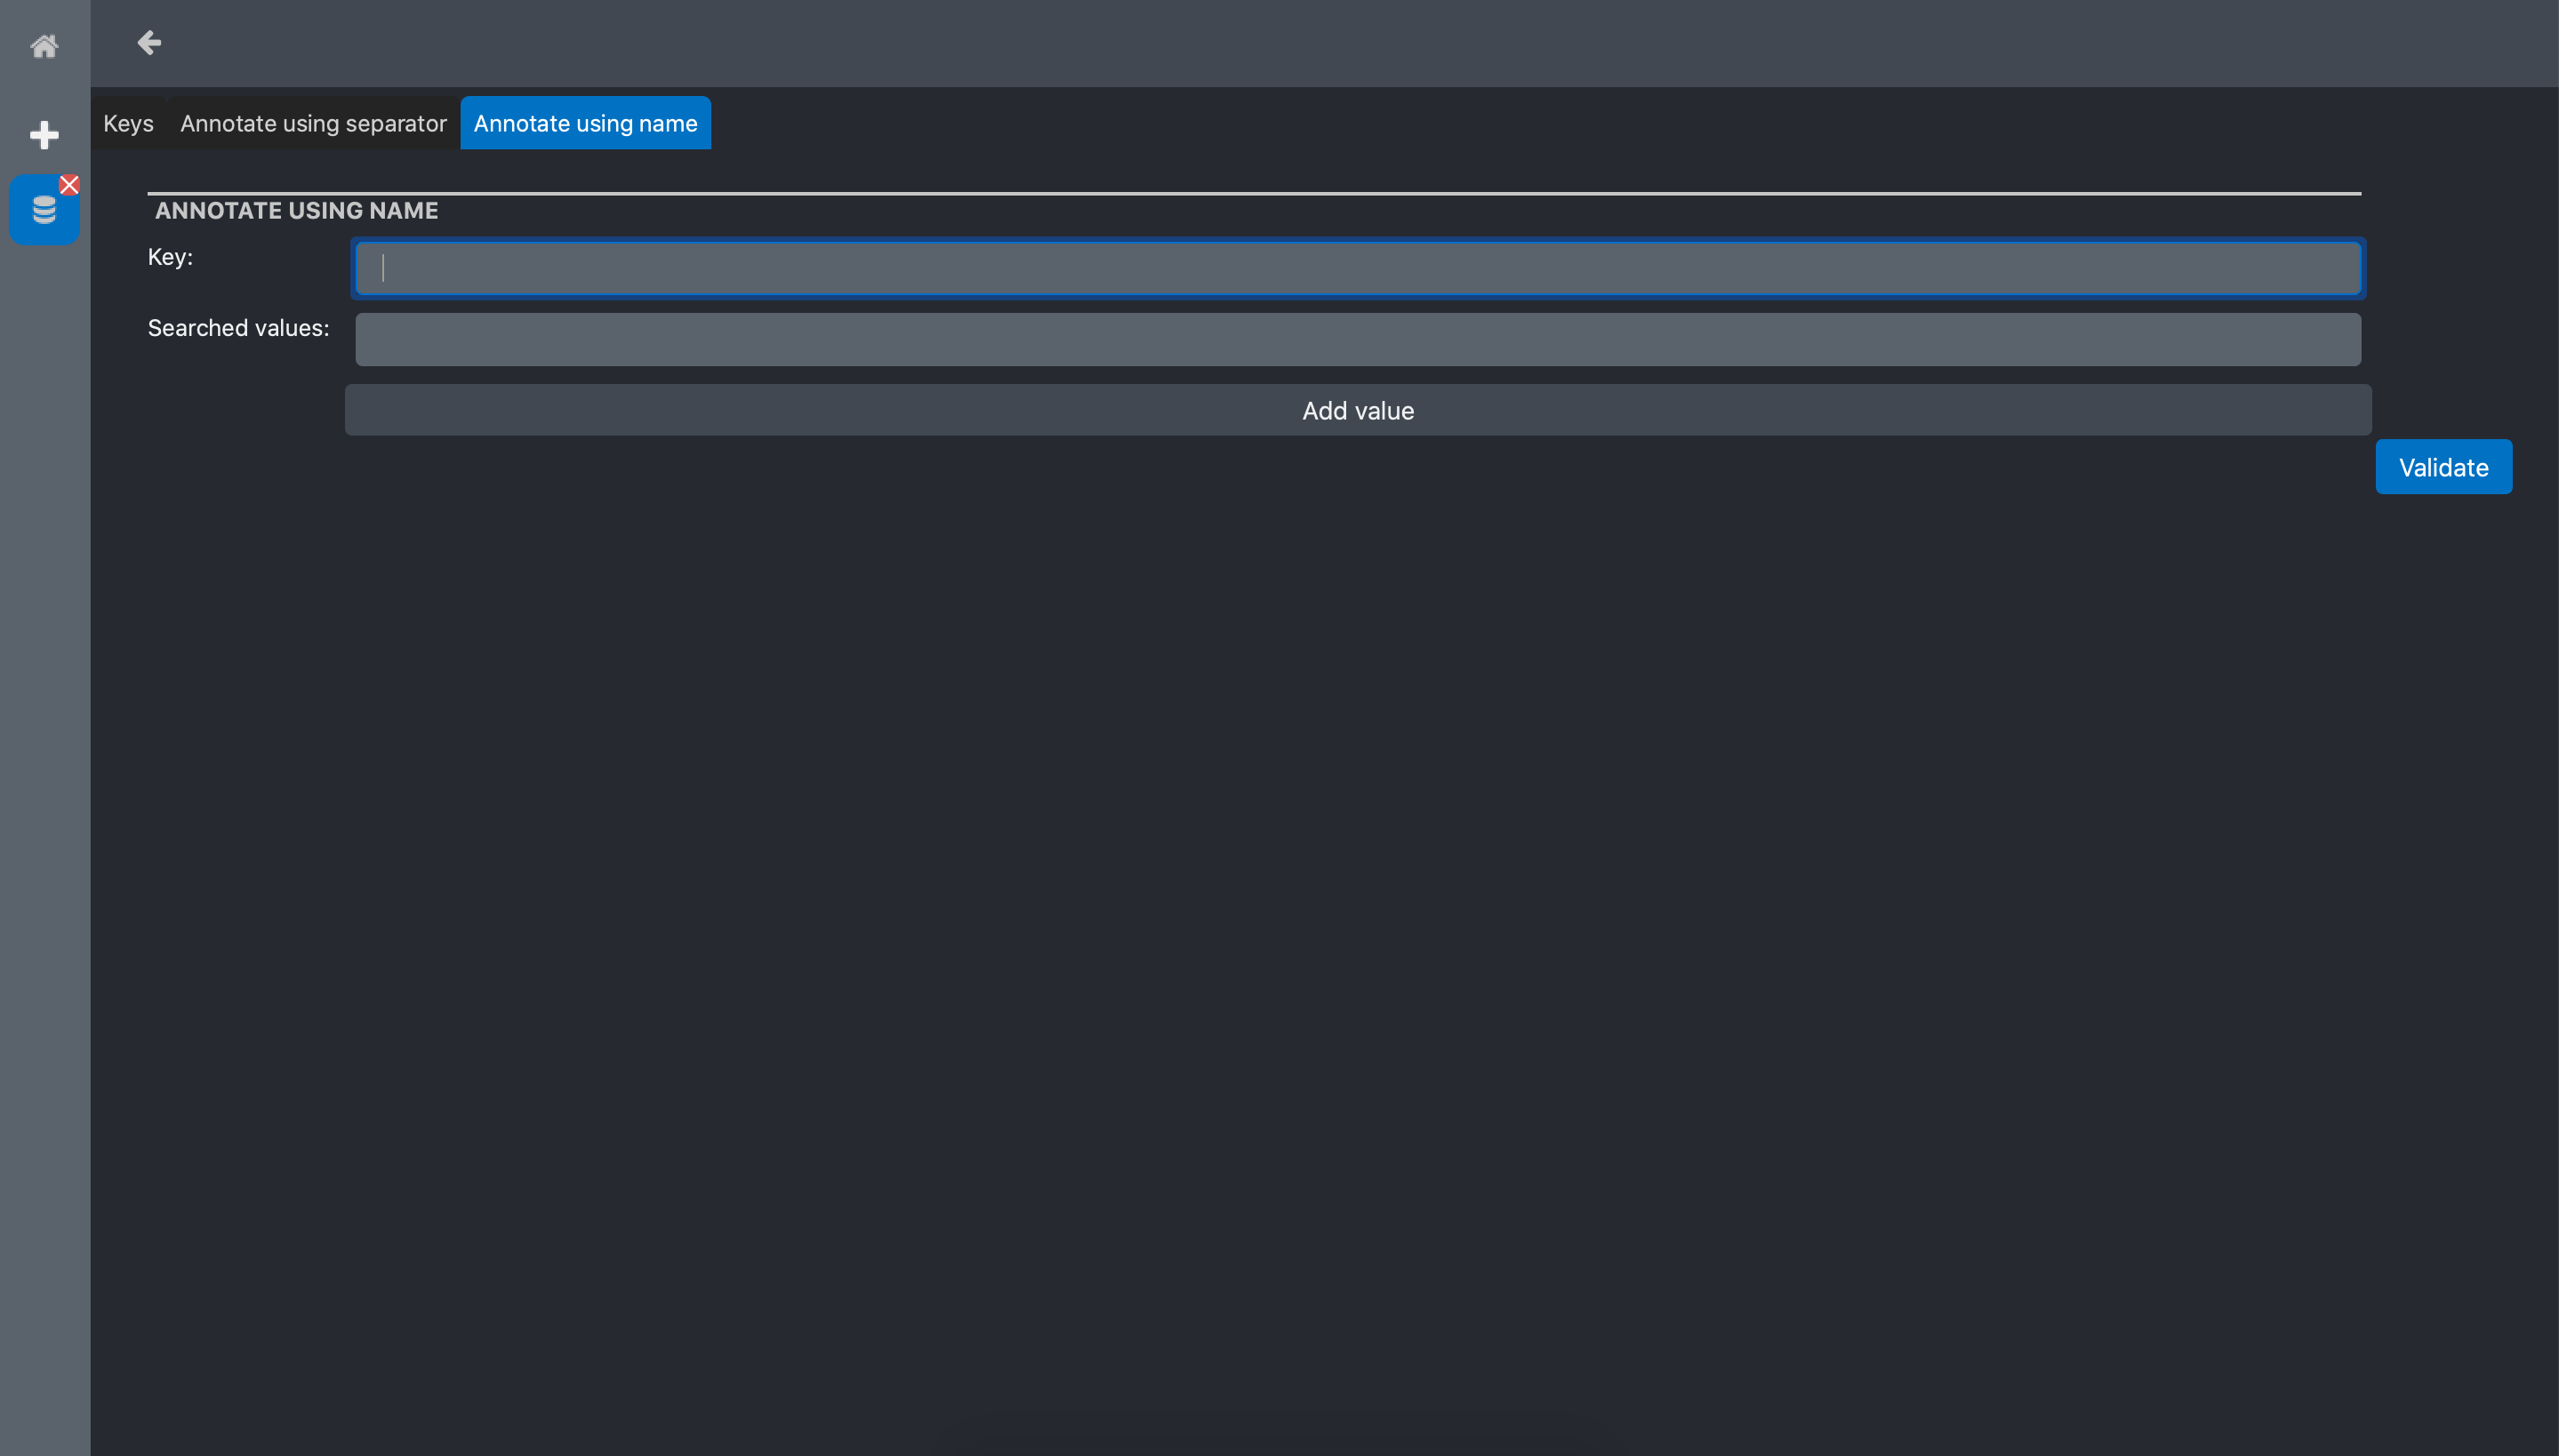 Keys Annotate using separator Annotate using name
ANNOTATE USING NAME
Key:
Searched values:
Add value
Validate